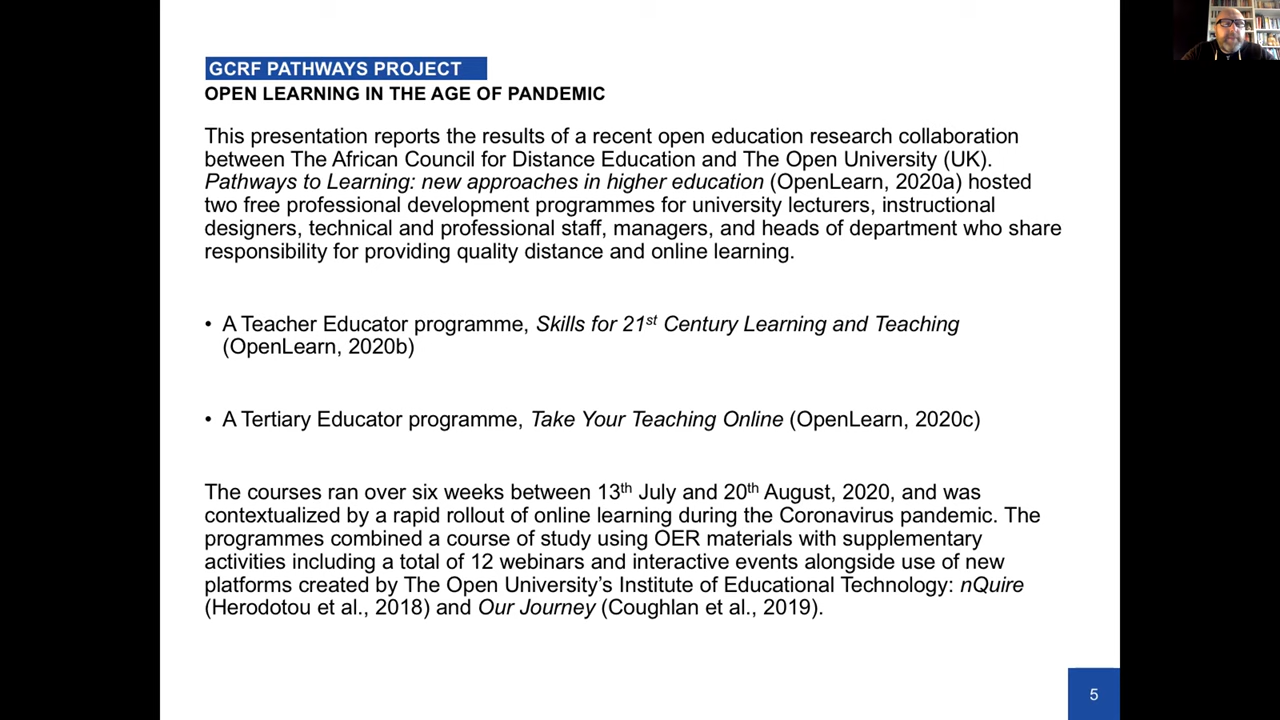 GCRF PATHWAYS PROJECT
OPEN LEARNING IN THE AGE OF PANDEMIC
This presentation reports the results of a recent open education research collaboration
between The African Council for Distance Education and The Open University (UK).
Pathways to Learning: new approaches in higher education (OpenLearn, 2020a) hosted
two free professional development programmes for university lecturers, instructional
designers, technical and professional staff, managers, and heads of department who share
responsibility for providing quality distance and online learning.
• A Teacher Educator programme, Skills for 21st Century Learning and Teaching
(OpenLearn, 2020b)
• A Tertiary Educator programme, Take Your Teaching Online (OpenLearn, 2020c)
The courses ran over six weeks between 13th July and 20th August, 2020, and was
contextualized by a rapid rollout of online learning during the Coronavirus pandemic. The
programmes combined a course of study using OER materials with supplementary
activities including a total of 12 webinars and interactive events alongside use of new
platforms created by The Open University’s Institute of Educational Technology: nQuire
(Herodotou et al., 2018) and Our Journey (Coughlan et al., 2019).
5